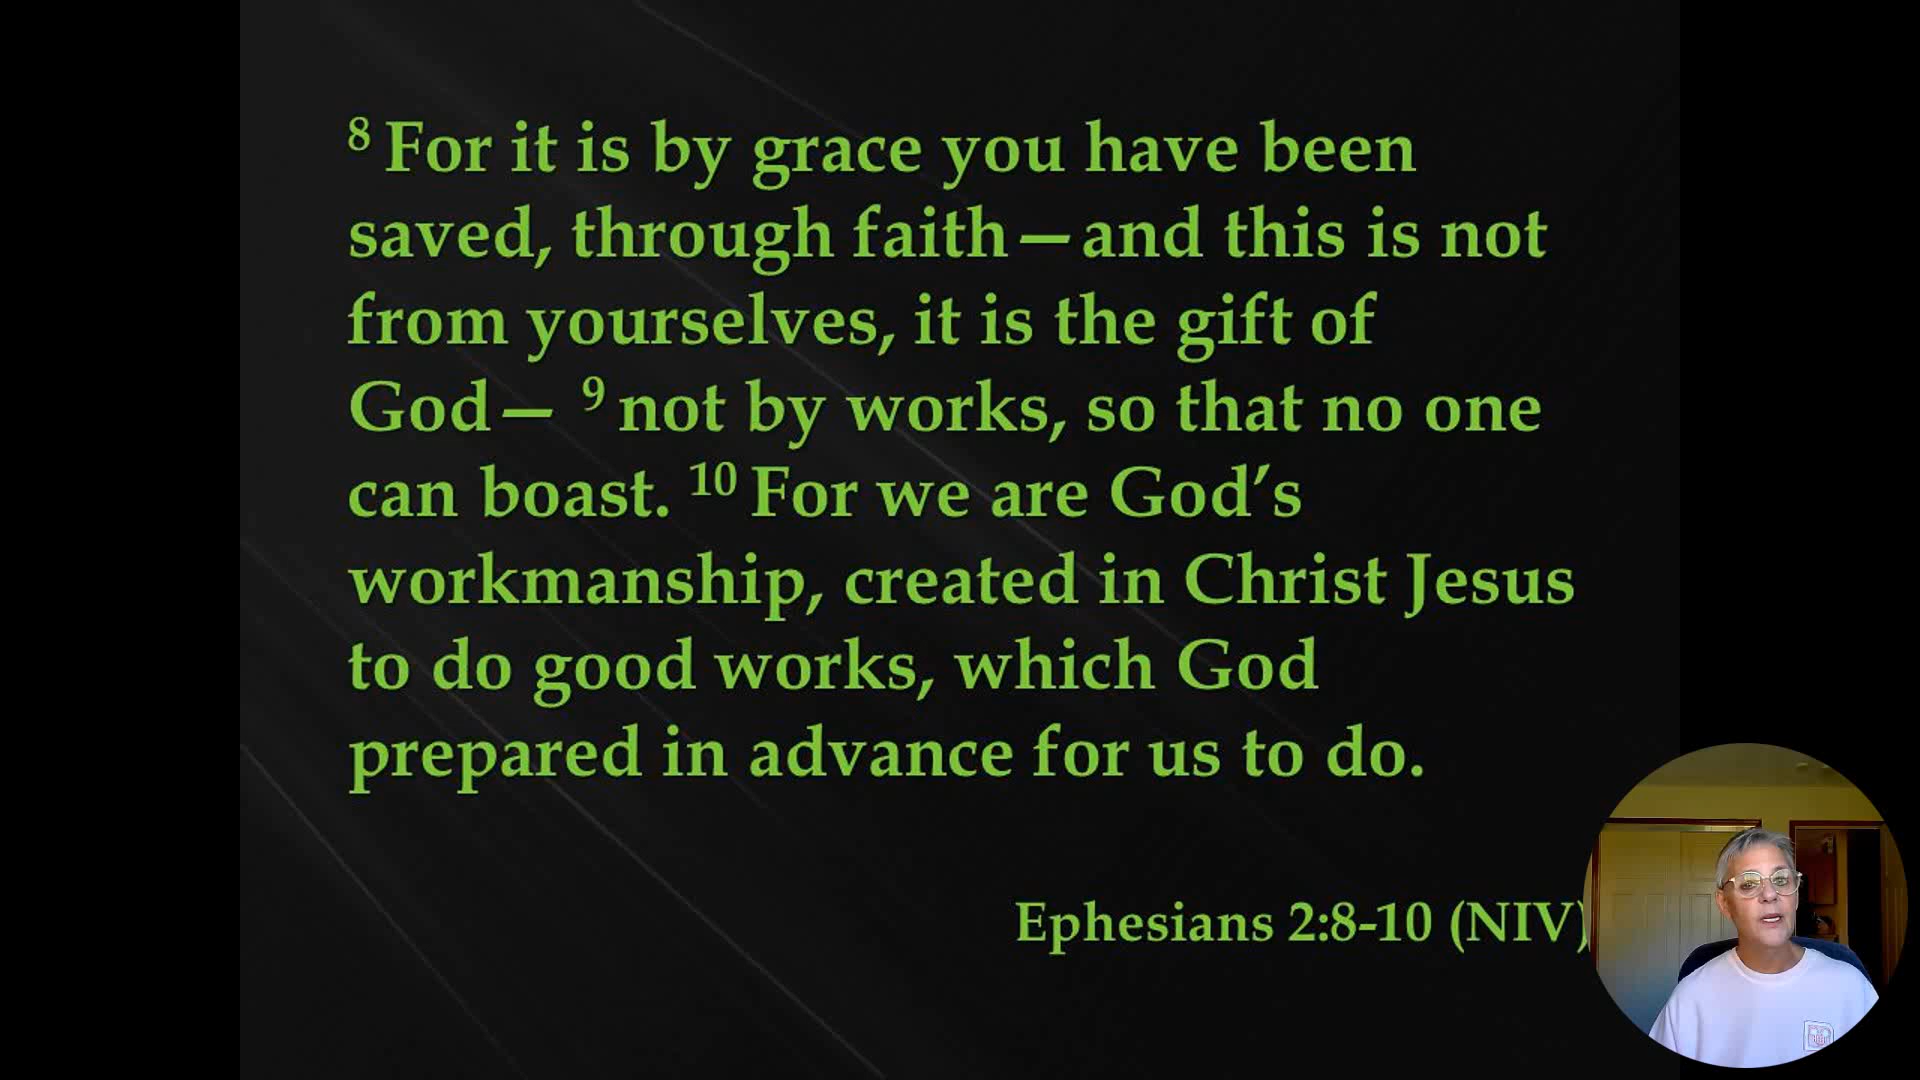 8 For it is by grace you have been
saved, through faith—and this is not
from yourselves, it is the gift of
God— 9 not by works, so that no one
can boast. 10 For we are God’s
workmanship, created in Christ Jesus
to do good works, which God
prepared in advance for us to do.
Ephesians 2:8-10 (NIV)